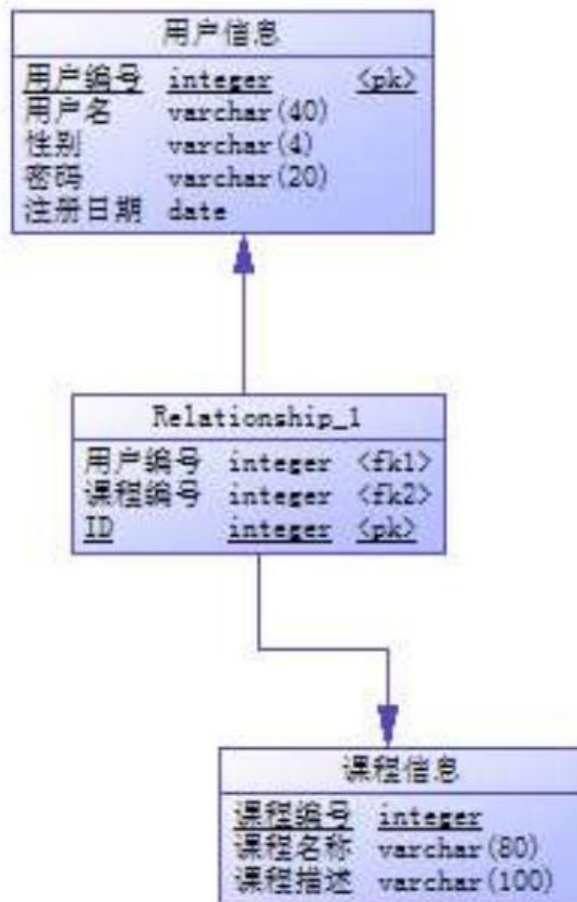 用户信息
用户编号 integer <pk>
用户名 varchar(40)
性别 varchar(4)
密码 varchar(20)
注册日期 date
Relationship_1
用户编号 integer <fk1>
课程编号 integer <fk2>
ID integer <pk>
课程信息
课程编号 integer
课程名称 varchar(80)
课程描述 varchar(100)